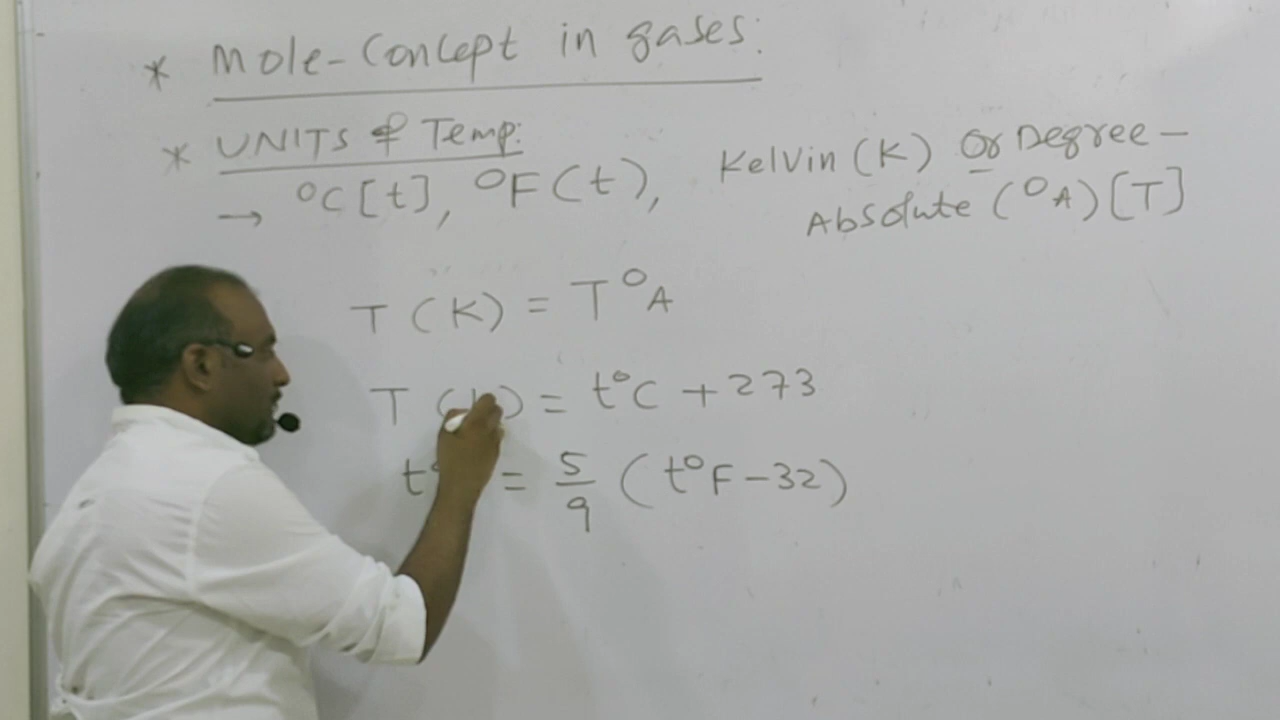 * Mole-Concept in gases:
* UNITS of Temp:
→ °C[t], °F(t), Kelvin (K) Or Degree -
Absolute (°A) [T]
T (K) = T°A
T (K) = t°C + 273
t° = 5/9 (t°F - 32)